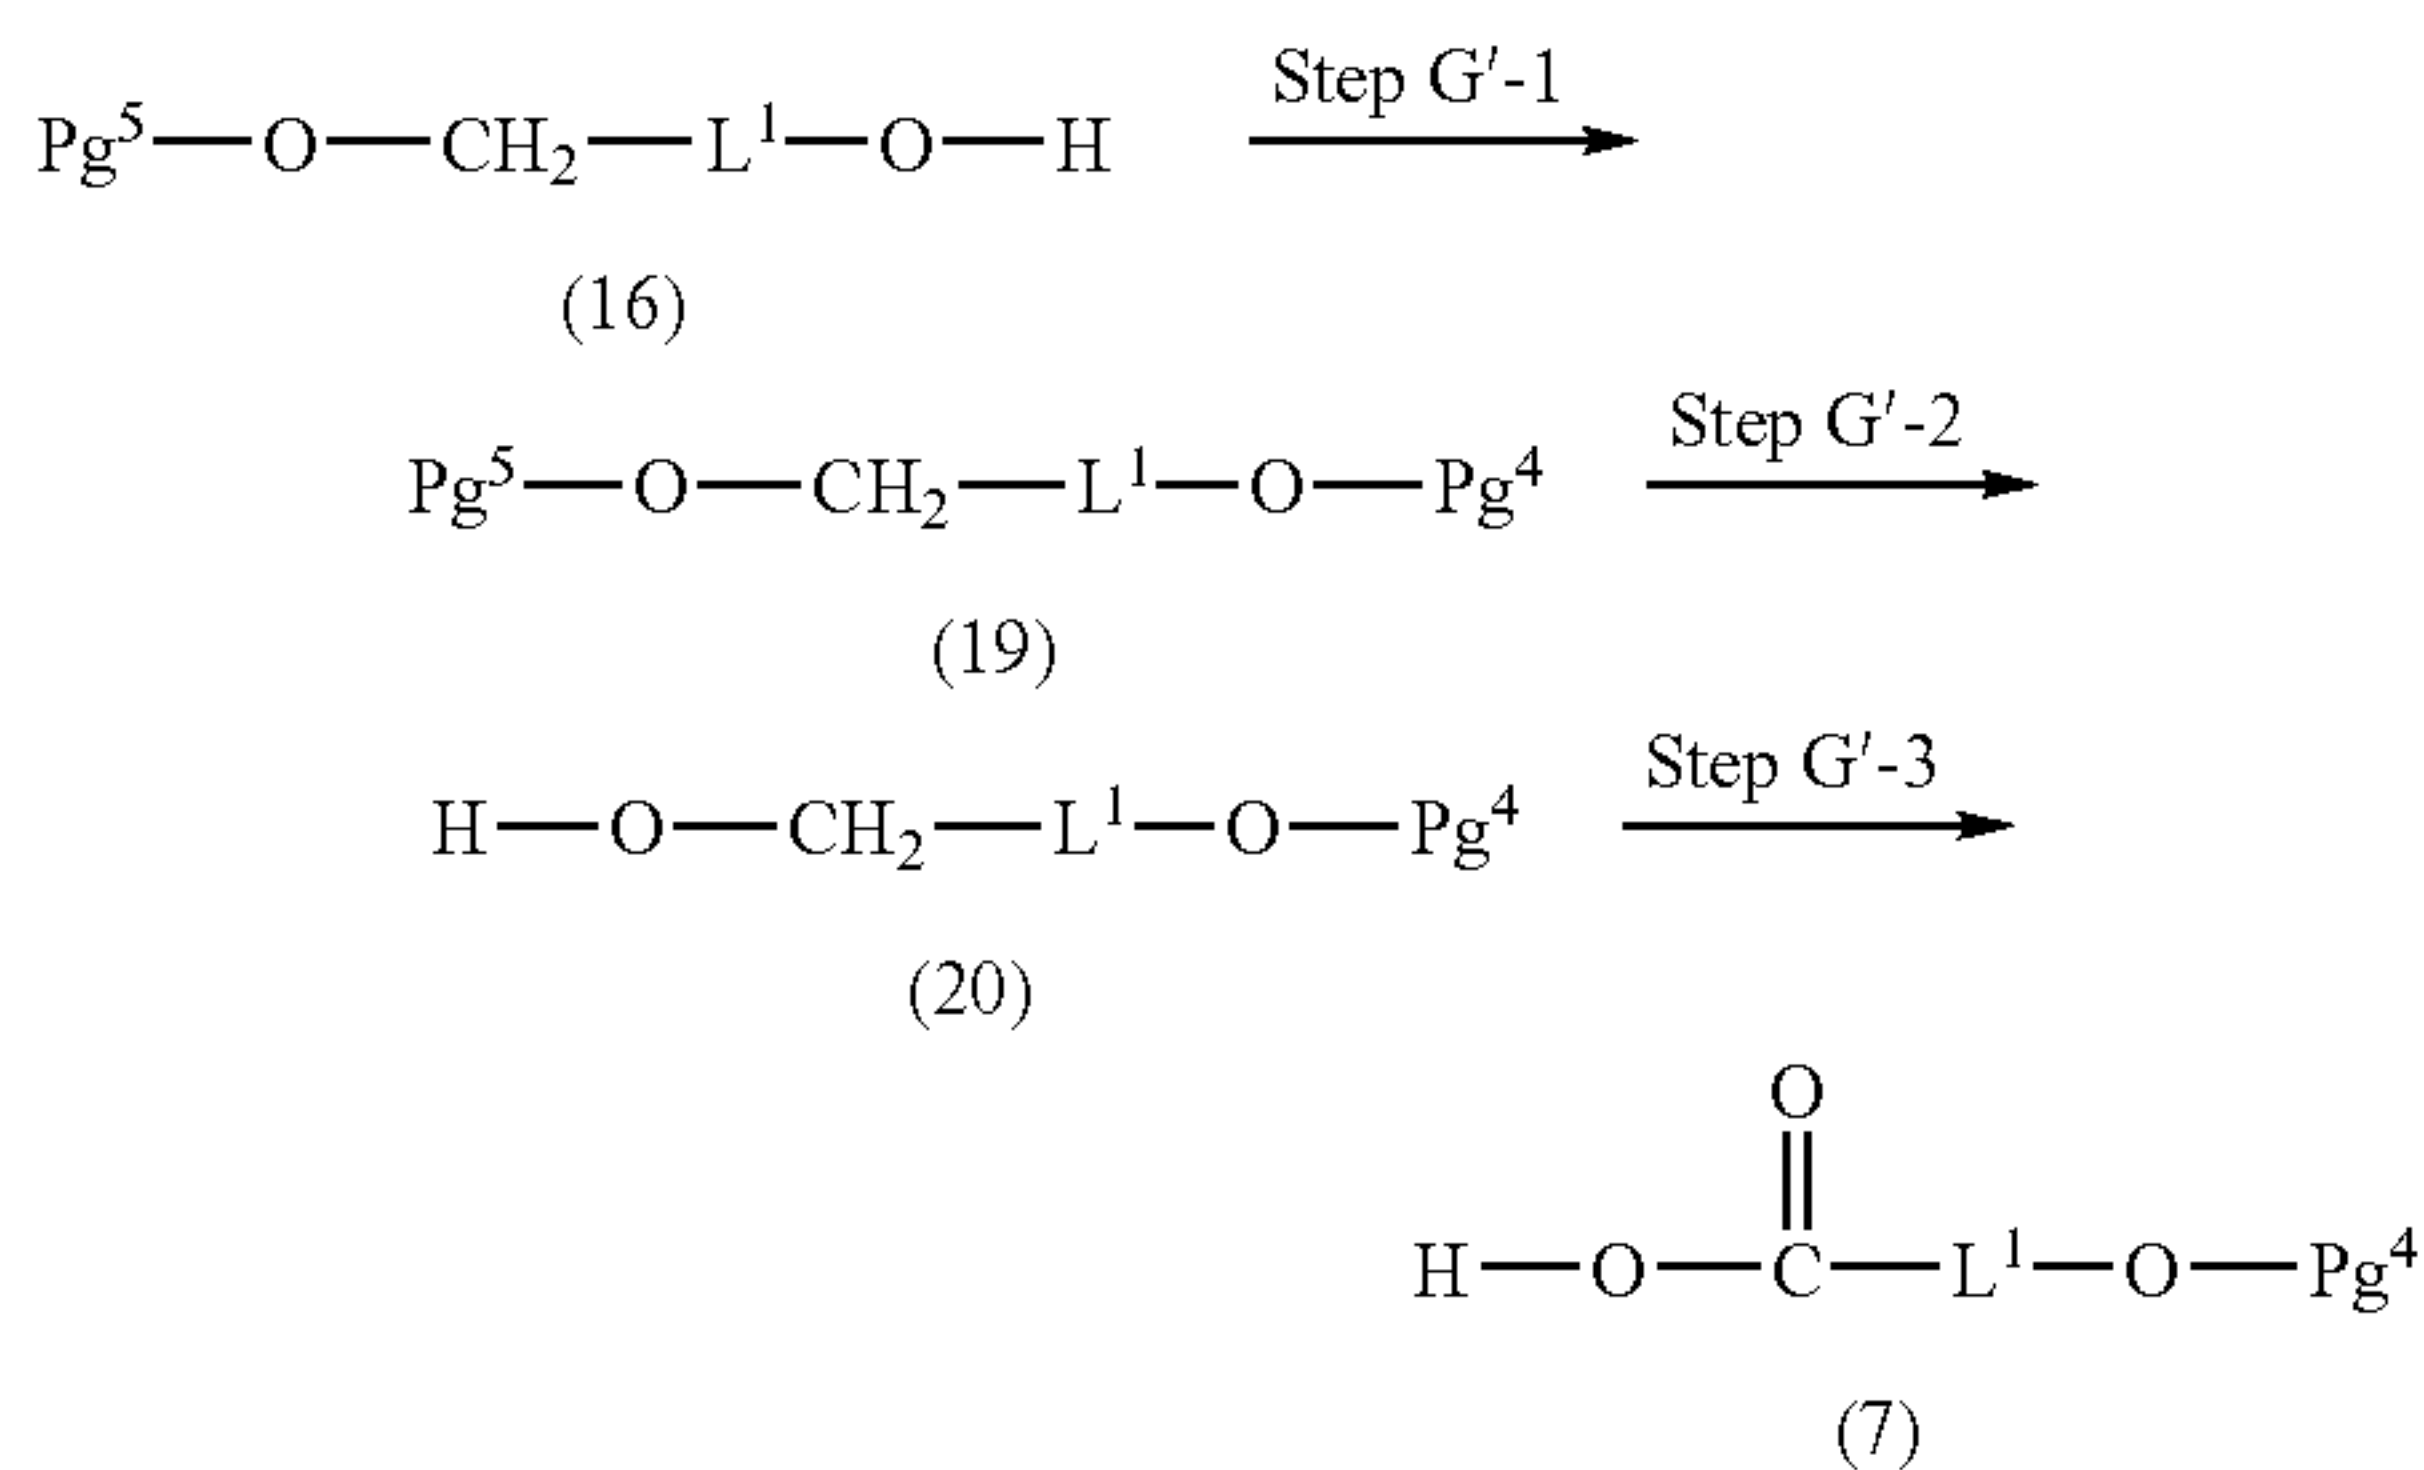 Step G′-1
Pg⁵—O—CH₂—L¹—O—H
(16)
Step G′-2
Pg⁵—O—CH₂—L¹—O—Pg⁴
(19)
Step G′-3
H—O—CH₂—L¹—O—Pg⁴
(20)
O
H—O—C—L¹—O—Pg⁴
(7)